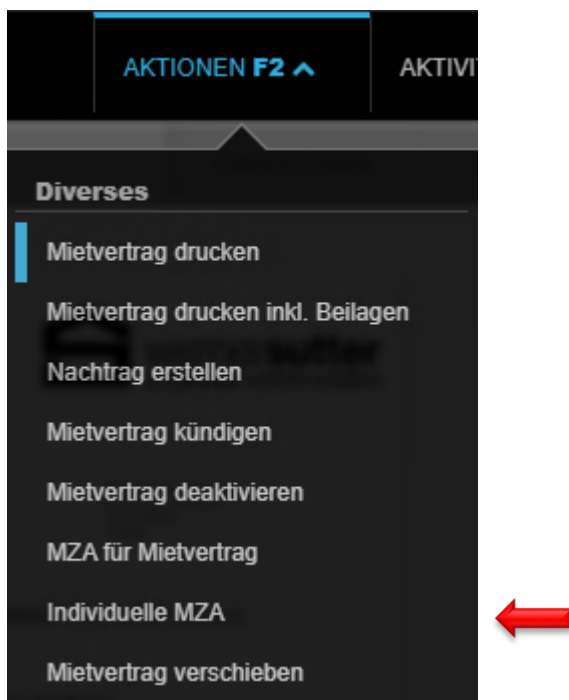 AKTIONEN F2
AKTIVI
Diverses
Mietvertrag drucken
Mietvertrag drucken inkl. Beilagen
Nachtrag erstellen
Mietvertrag kündigen
Mietvertrag deaktivieren
MZA für Mietvertrag
Individuelle MZA
Mietvertrag verschieben